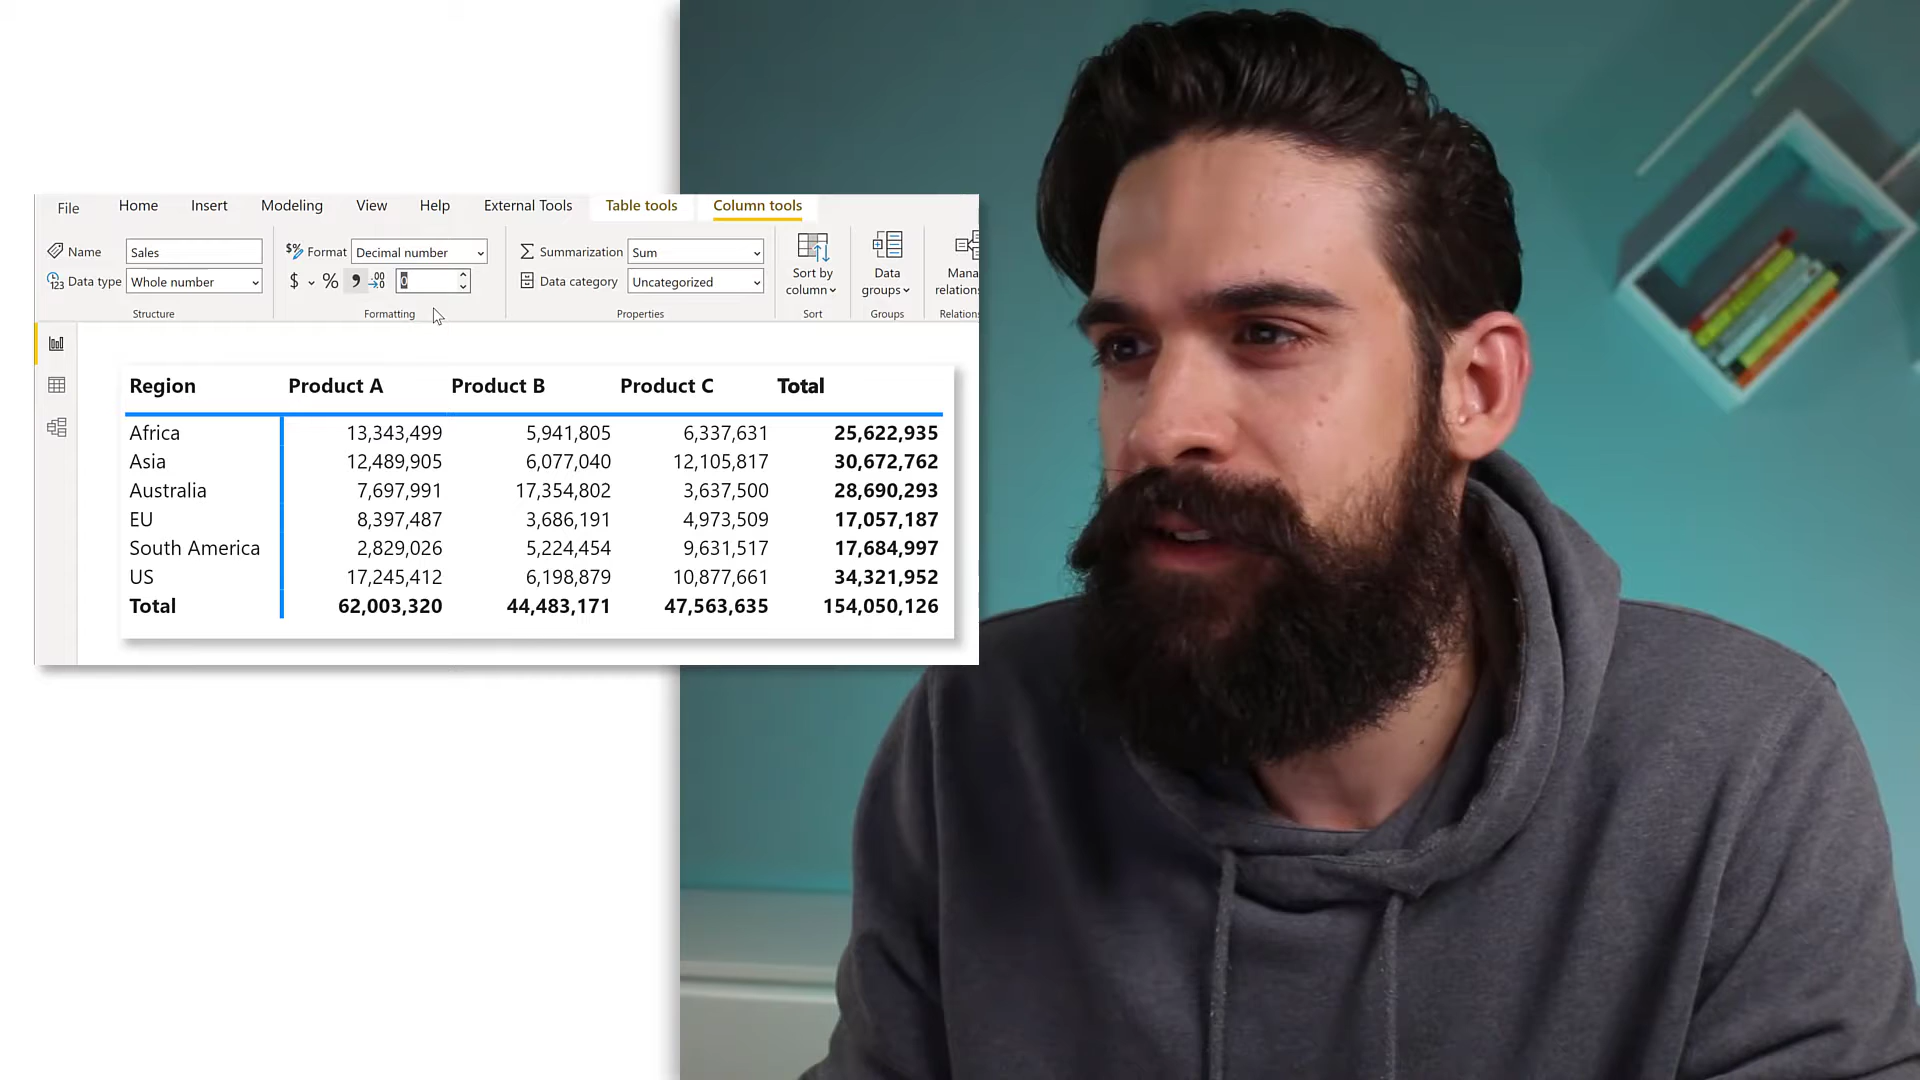 File Home Insert Modeling View Help External Tools Table tools Column tools
Name Sales $% Format Decimal number Summarization Sum
Data type Whole number $ % 0 Data category Uncategorized
Sort by column Data groups
Structure Formatting Properties Sort Groups
Region Product A Product B Product C Total
Africa 13,343,499 5,941,805 6,337,631 25,622,935
Asia 12,489,905 6,077,040 12,105,817 30,672,762
Australia 7,697,991 17,354,802 3,637,500 28,690,293
EU 8,397,487 3,686,191 4,973,509 17,057,187
South America 2,829,026 5,224,454 9,631,517 17,684,997
US 17,245,412 6,198,879 10,877,661 34,321,952
Total 62,003,320 44,483,171 47,563,635 154,050,126